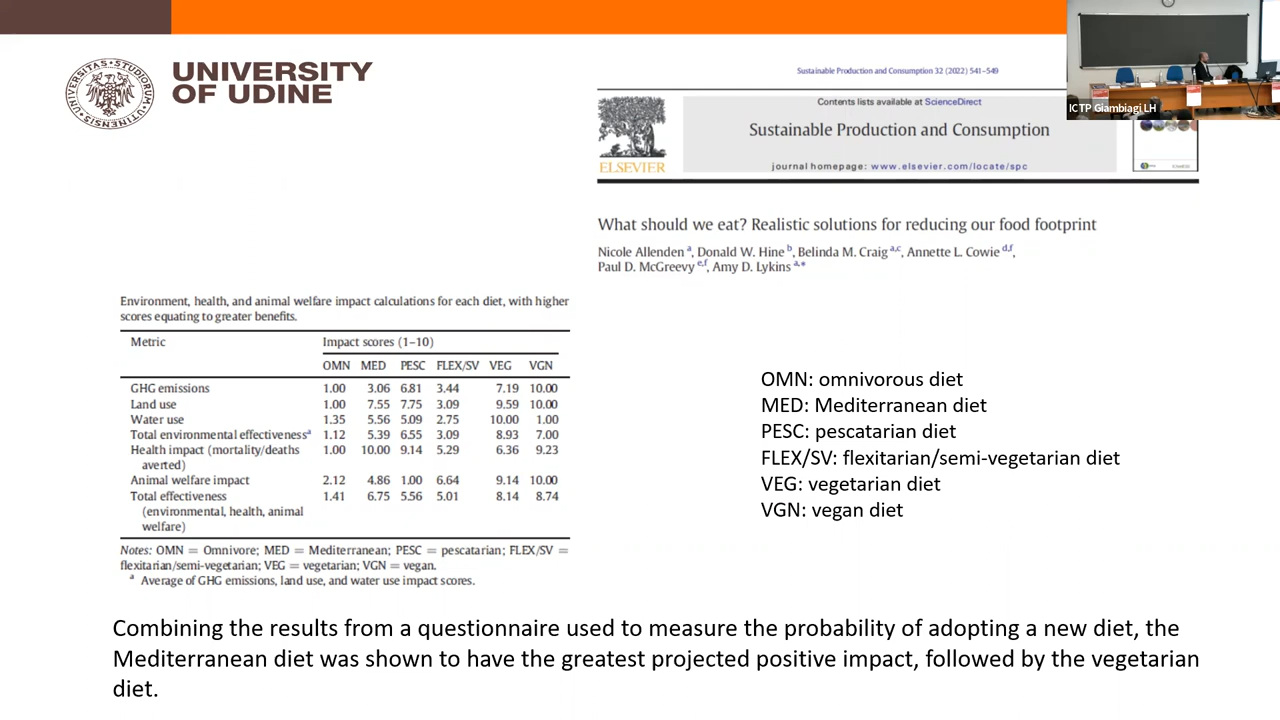 UNIVERSITY
OF UDINE
Sustainable Production and Consumption 32 (2022) 541–549
ICTP Giambiagi LH
Contents lists available at ScienceDirect
Sustainable Production and Consumption
ELSEVIER
journal homepage: www.elsevier.com/locate/spc
What should we eat? Realistic solutions for reducing our food footprint
Nicole Allenden a, Donald W. Hine b, Belinda M. Craig a,c, Annette L. Cowie d,f,
Paul D. McGreevy e,f, Amy D. Lykins a,*
Environment, health, and animal welfare impact calculations for each diet, with higher
scores equating to greater benefits.
Metric Impact scores (1–10)
OMN MED PESC FLEX/SV VEG VGN
GHG emissions 1.00 3.06 6.81 3.44 7.19 10.00
Land use 1.00 7.55 7.75 3.09 9.59 10.00
Water use 1.35 5.56 5.09 2.75 10.00 1.00
Total environmental effectivenessa 1.12 5.39 6.55 3.09 8.93 7.00
Health impact (mortality/deaths 1.00 10.00 9.14 5.29 6.36 9.23
averted)
Animal welfare impact 2.12 4.86 1.00 6.64 9.14 10.00
Total effectiveness 1.41 6.75 5.56 5.01 8.14 8.74
(environmental, health, animal
welfare)
Notes: OMN = Omnivore; MED = Mediterranean; PESC = pescatarian; FLEX/SV =
flexitarian/semi-vegetarian; VEG = vegetarian; VGN = vegan.
a Average of GHG emissions, land use, and water use impact scores.
OMN: omnivorous diet
MED: Mediterranean diet
PESC: pescatarian diet
FLEX/SV: flexitarian/semi-vegetarian diet
VEG: vegetarian diet
VGN: vegan diet
Combining the results from a questionnaire used to measure the probability of adopting a new diet, the
Mediterranean diet was shown to have the greatest projected positive impact, followed by the vegetarian
diet.